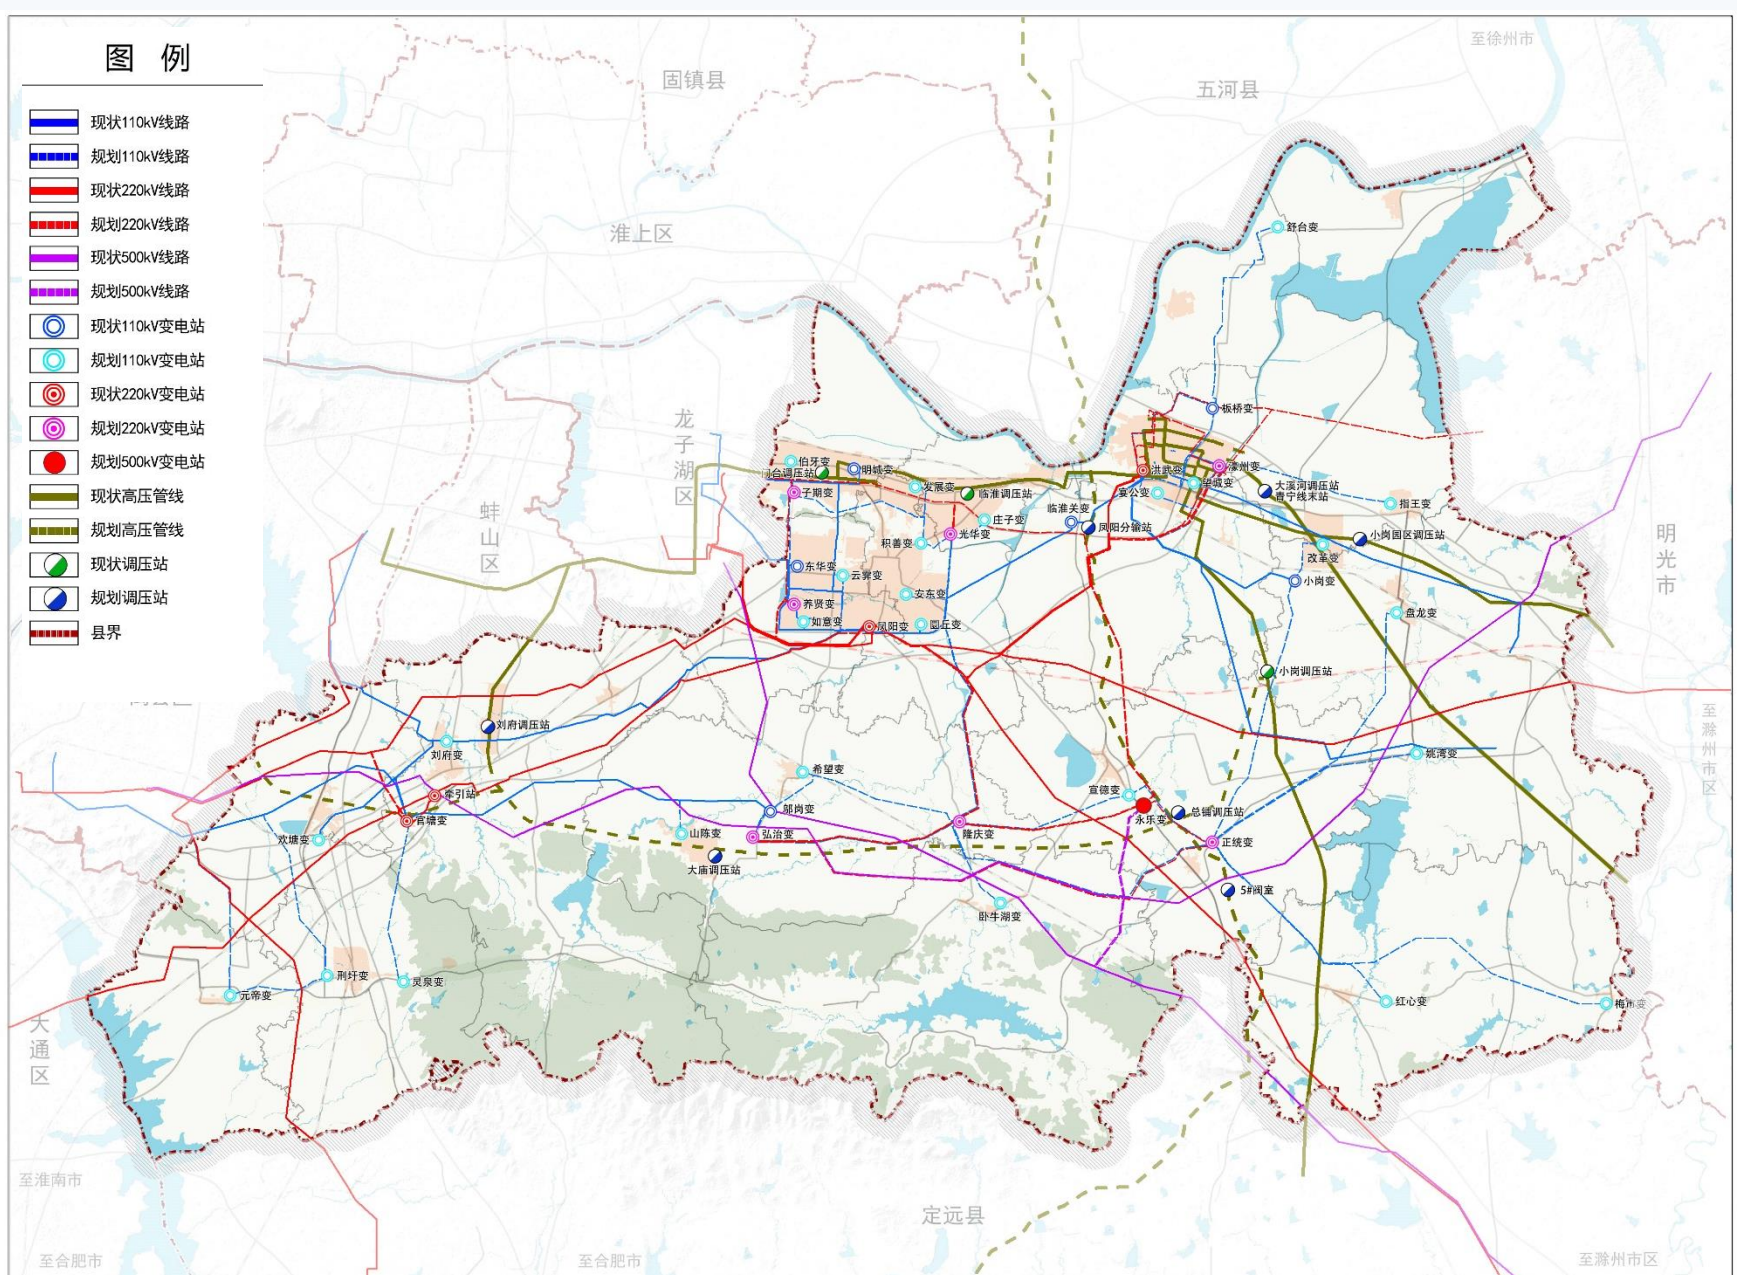 图 例
现状110kV线路
规划110kV线路
现状220kV线路
规划220kV线路
现状500kV线路
规划500kV线路
现状110kV变电站
规划110kV变电站
现状220kV变电站
规划220kV变电站
规划500kV变电站
现状高压管线
规划高压管线
现状调压站
规划调压站
县界
至徐州市
固镇县
五河县
淮上区
舒台变
龙子湖区
板桥变
伯牙变
明城变
洪武变
濠州变
子期变
发展变
临淮调压站
宴公变
大溪河调压站
青宁线末站
指王变
蚌山区
临淮关变
庄子变
凤阳分输站
明光市
光华变
积善变
小岗园区调压站
改革变
东华变
云霁变
小岗变
安东变
养贤变
盘龙变
如意变
凤阳变
圆丘变
小岗调压站
刘府调压站
至滁州市区
刘府变
姚湾变
希望变
牵引站
宣德变
官塘变
邬岗变
永乐变
总铺调压站
欢塘变
山陈变
弘治变
隆庆变
正统变
大庙调压站
5#阀室
卧牛湖变
荆圩变
灵泉变
元帝变
红心变
梅市变
大通区
至淮南市
定远县
至合肥市
至合肥市
至滁州市区